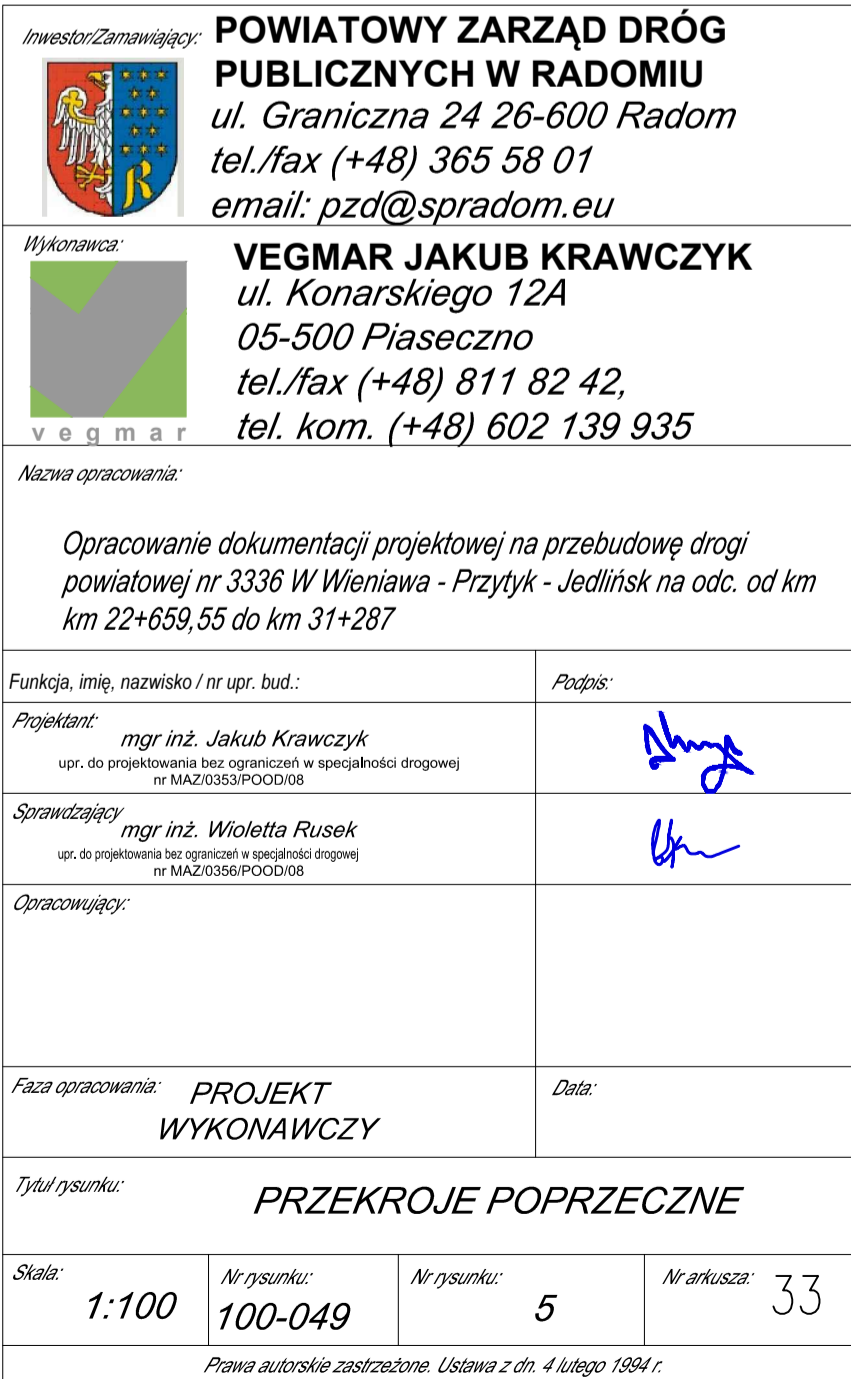 Inwestor/Zamawiający: POWIATOWY ZARZĄD DRÓG
PUBLICZNYCH W RADOMIU
ul. Graniczna 24 26-600 Radom
tel./fax (+48) 365 58 01
email: pzd@spradom.eu
R
Wykonawca:
VEGMAR JAKUB KRAWCZYK
ul. Konarskiego 12A
05-500 Piaseczno
tel./fax (+48) 811 82 42,
tel. kom. (+48) 602 139 935
vegmar
Nazwa opracowania:
Opracowanie dokumentacji projektowej na przebudowę drogi
powiatowej nr 3336 W Wieniawa - Przytyk - Jedlińsk na odc. od km
km 22+659,55 do km 31+287
Funkcja, imię, nazwisko / nr upr. bud.:
Podpis:
Projektant:
mgr inż. Jakub Krawczyk
upr. do projektowania bez ograniczeń w specjalności drogowej
nr MAZ/0353/POOD/08
Sprawdzający
mgr inż. Wioletta Rusek
upr. do projektowania bez ograniczeń w specjalności drogowej
nr MAZ/0356/POOD/08
Opracowujący:
Faza opracowania: PROJEKT
WYKONAWCZY
Data:
Tytuł rysunku:
PRZEKROJE POPRZECZNE
Skala:
1:100
Nr rysunku:
100-049
Nr rysunku:
5
Nr arkusza: 33
Prawa autorskie zastrzeżone. Ustawa z dn. 4 lutego 1994 r.